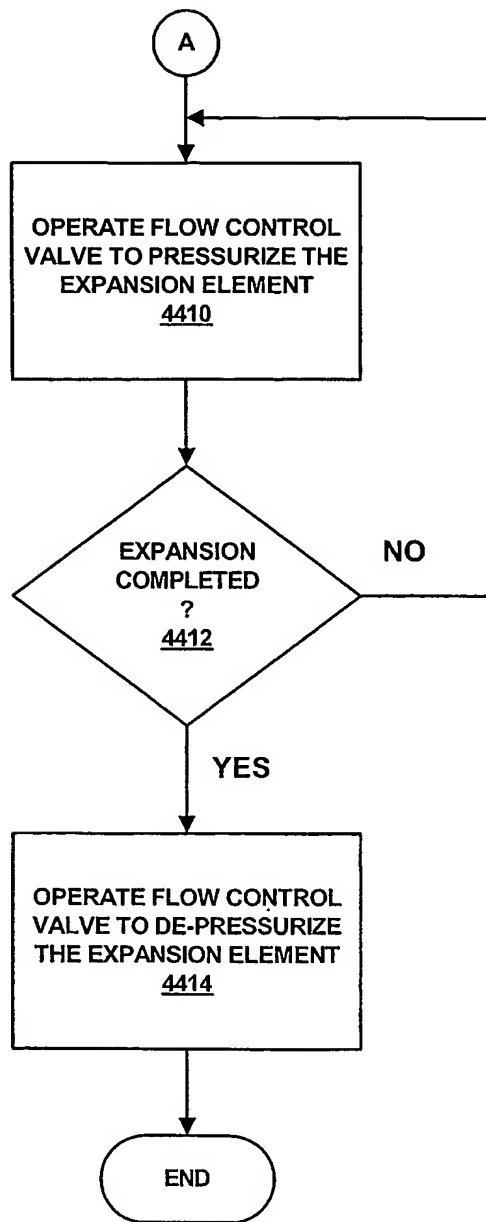 A
OPERATE FLOW CONTROL
VALVE TO PRESSURIZE THE
EXPANSION ELEMENT
4410
EXPANSION
COMPLETED
?
4412
NO
YES
OPERATE FLOW CONTROL
VALVE TO DE-PRESSURIZE
THE EXPANSION ELEMENT
4414
END